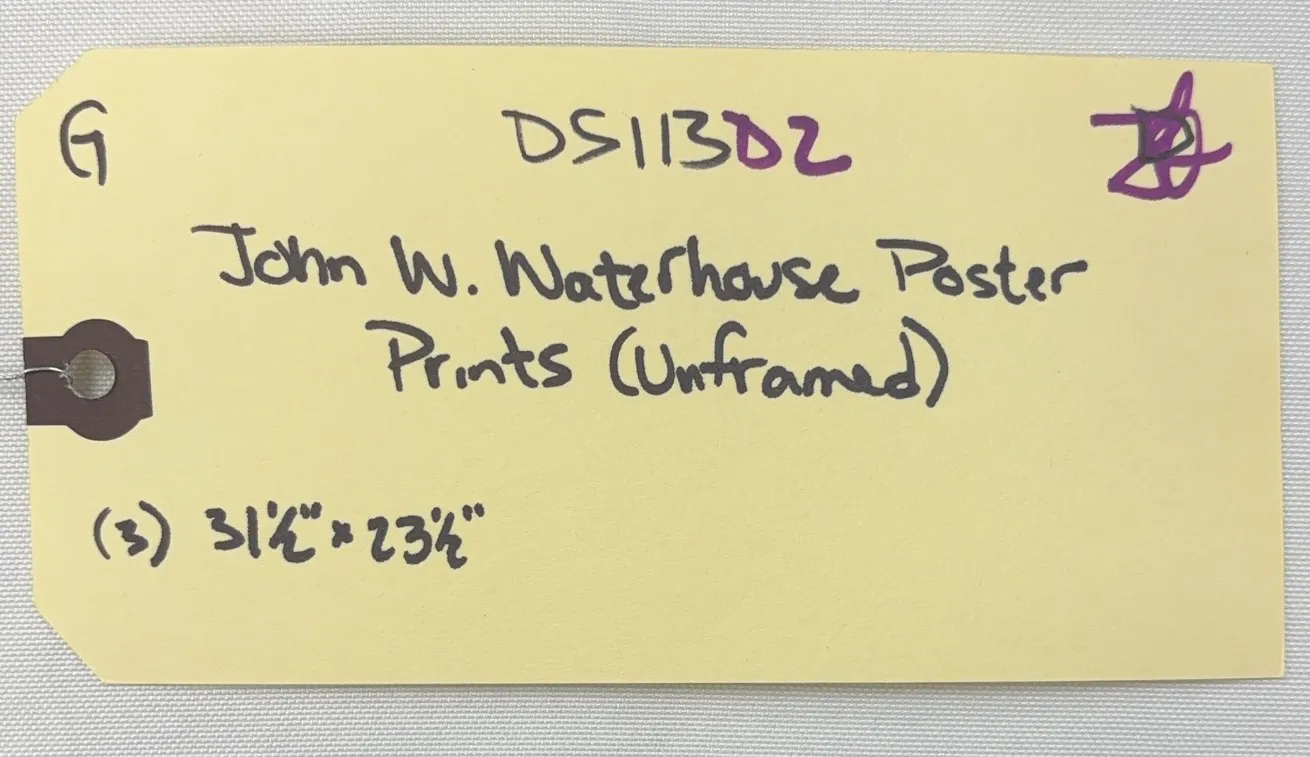 G DS113D2
John W. Waterhouse Poster
Prints (Unframed)
(3) 31½" x 23½"